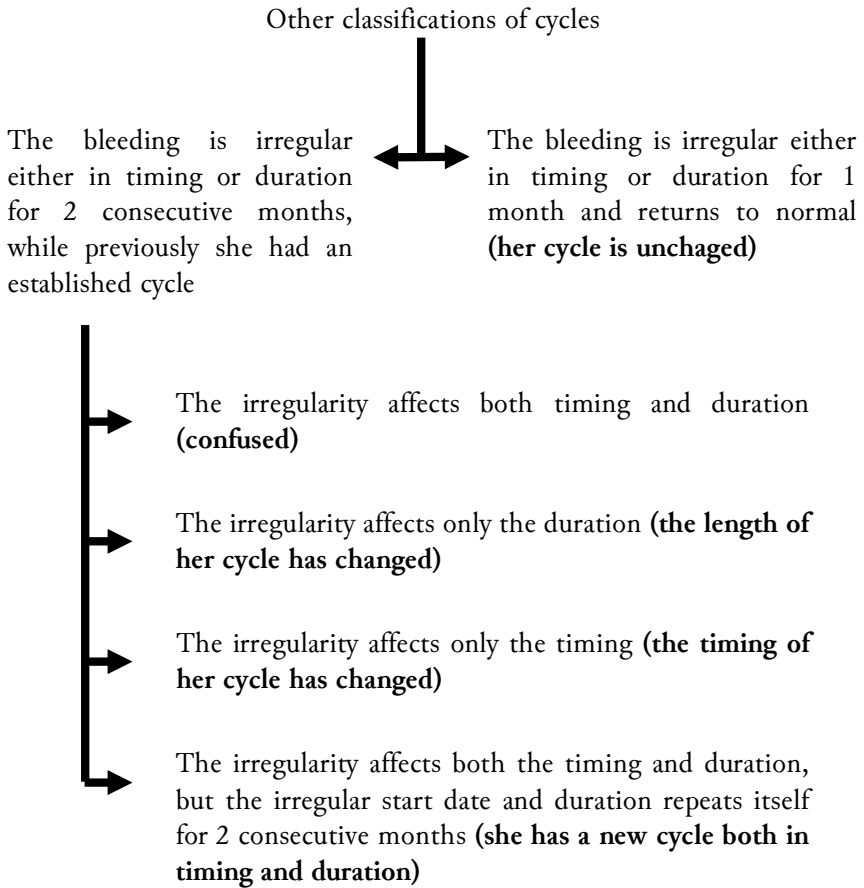 Other classifications of cycles
The bleeding is irregular
either in timing or duration
for 2 consecutive months,
while previously she had an
established cycle
The bleeding is irregular either
in timing or duration for 1
month and returns to normal
(her cycle is unchaged)
The irregularity affects both timing and duration
(confused)
The irregularity affects only the duration (the length of
her cycle has changed)
The irregularity affects only the timing (the timing of
her cycle has changed)
The irregularity affects both the timing and duration,
but the irregular start date and duration repeats itself
for 2 consecutive months (she has a new cycle both in
timing and duration)